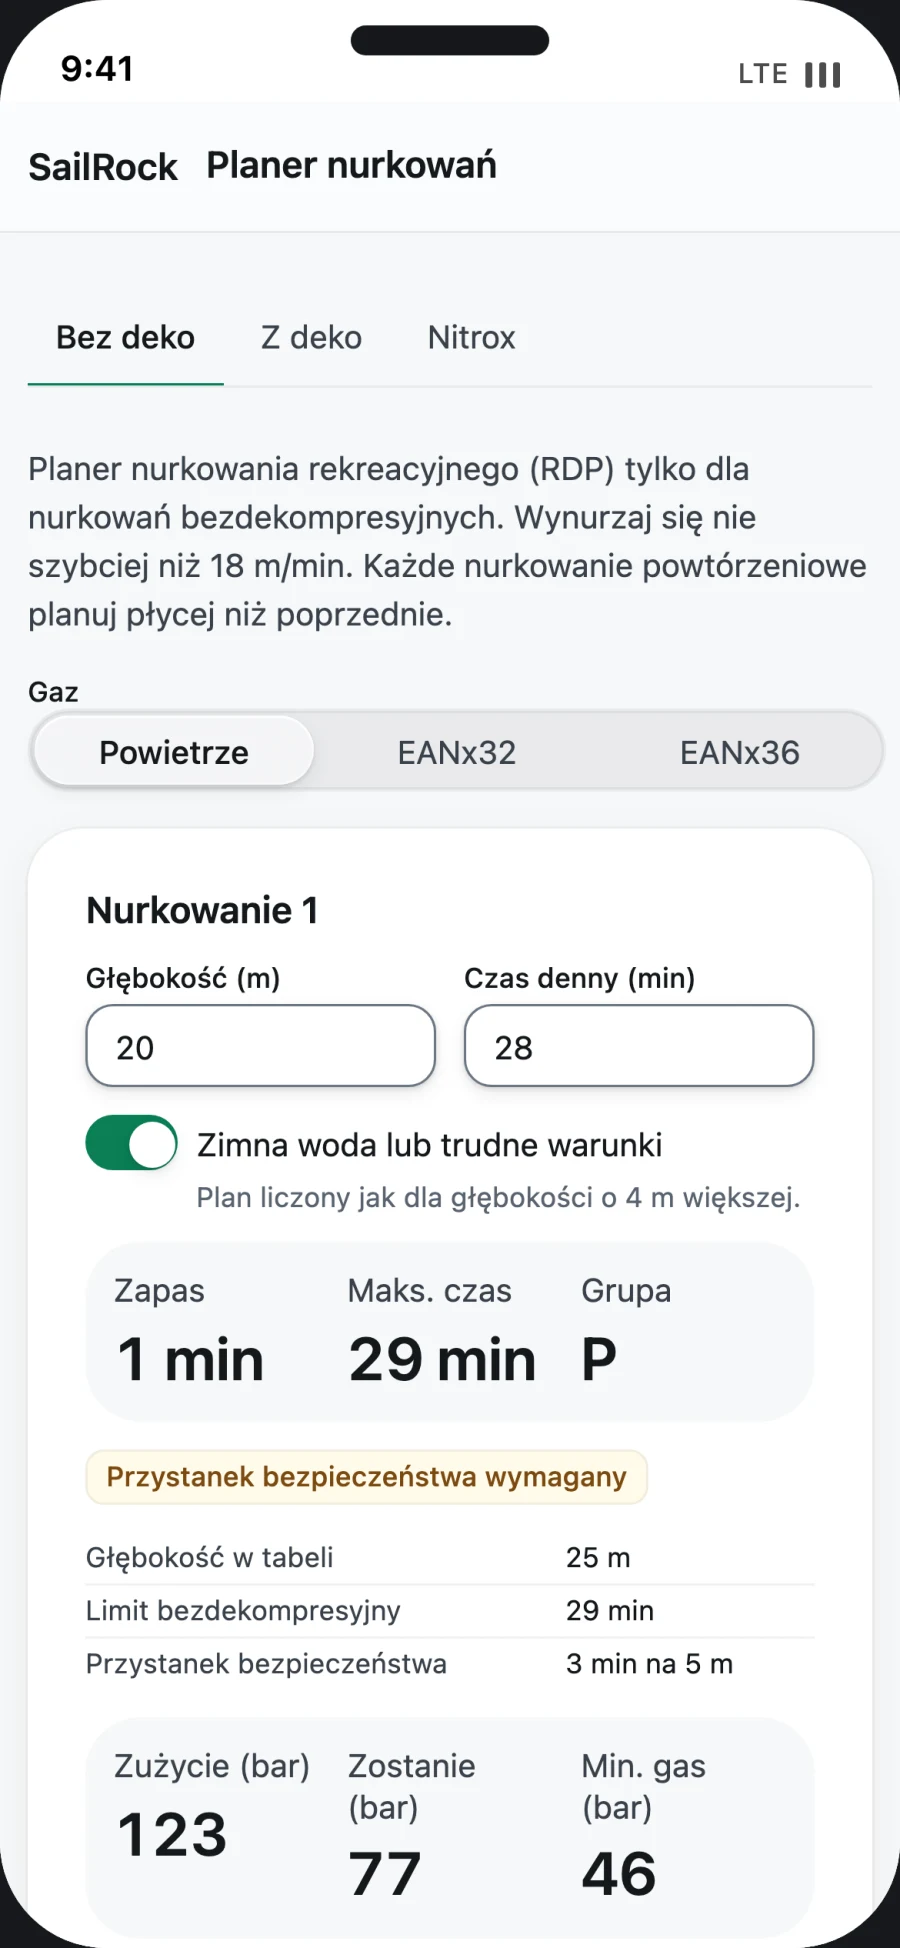 9:41
LTE
SailRock Planer nurkowań
Bez deko Z deko Nitrox
Planer nurkowania rekreacyjnego (RDP) tylko dla
nurkowań bezdekompresyjnych. Wynurzaj się nie
szybciej niż 18 m/min. Każde nurkowanie powtórzeniowe
planuj płycej niż poprzednie.
Gaz
Powietrze EANx32 EANx36
Nurkowanie 1
Głębokość (m) Czas denny (min)
20 28
Zimna woda lub trudne warunki
Plan liczony jak dla głębokości o 4 m większej.
Zapas Maks. czas Grupa
1 min 29 min P
Przystanek bezpieczeństwa wymagany
Głębokość w tabeli 25 m
Limit bezdekompresyjny 29 min
Przystanek bezpieczeństwa 3 min na 5 m
Zużycie (bar) Zostanie (bar) Min. gas (bar)
123 77 46